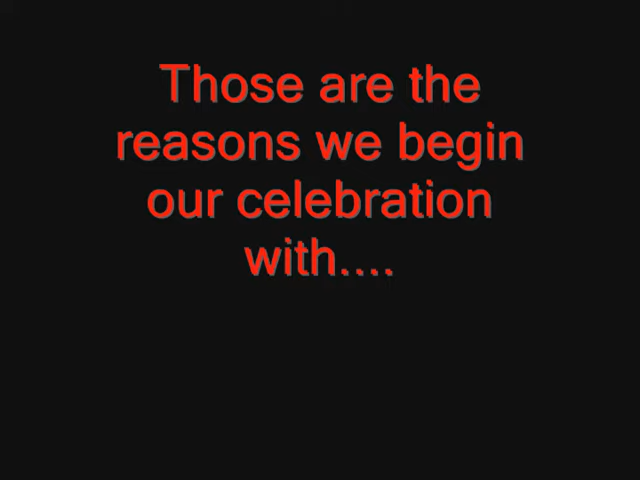 Those are the
reasons we begin
our celebration
with....